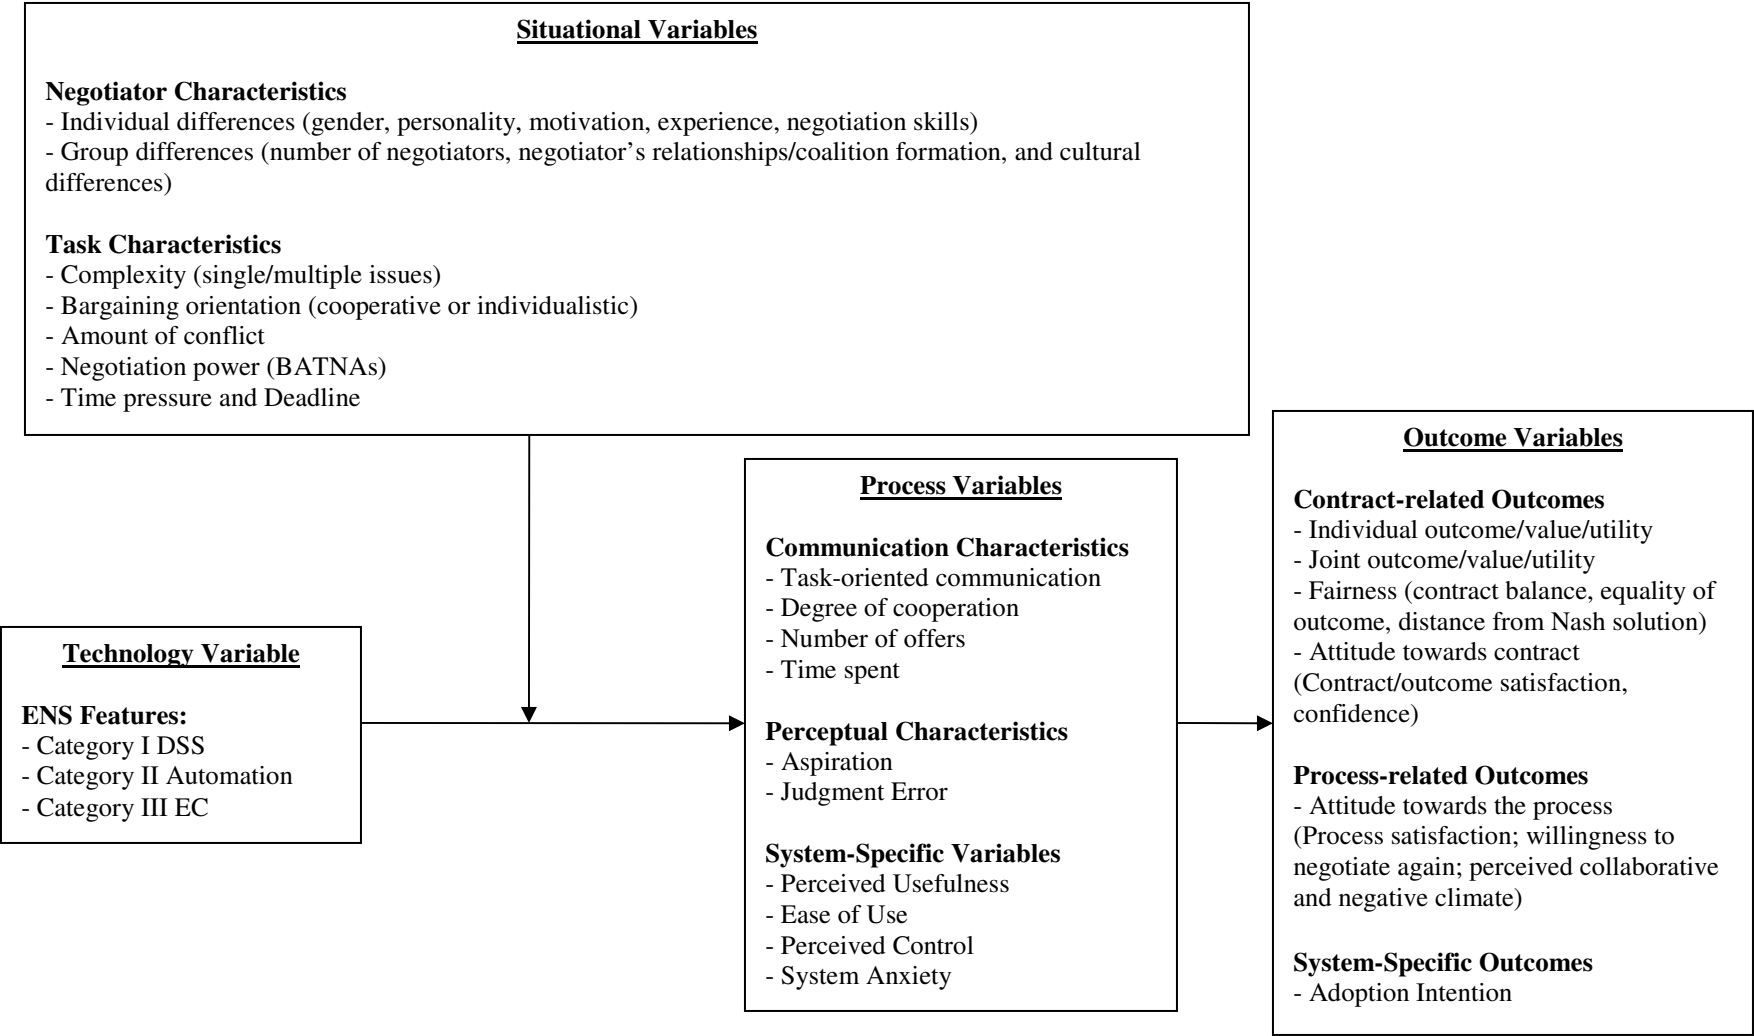 Situational Variables
Negotiator Characteristics
- Individual differences (gender, personality, motivation, experience, negotiation skills)
- Group differences (number of negotiators, negotiator’s relationships/coalition formation, and cultural
differences)
Task Characteristics
- Complexity (single/multiple issues)
- Bargaining orientation (cooperative or individualistic)
- Amount of conflict
- Negotiation power (BATNAs)
- Time pressure and Deadline
Technology Variable
ENS Features:
- Category I DSS
- Category II Automation
- Category III EC
Process Variables
Communication Characteristics
- Task-oriented communication
- Degree of cooperation
- Number of offers
- Time spent
Perceptual Characteristics
- Aspiration
- Judgment Error
System-Specific Variables
- Perceived Usefulness
- Ease of Use
- Perceived Control
- System Anxiety
Outcome Variables
Contract-related Outcomes
- Individual outcome/value/utility
- Joint outcome/value/utility
- Fairness (contract balance, equality of
outcome, distance from Nash solution)
- Attitude towards contract
(Contract/outcome satisfaction,
confidence)
Process-related Outcomes
- Attitude towards the process
(Process satisfaction; willingness to
negotiate again; perceived collaborative
and negative climate)
System-Specific Outcomes
- Adoption Intention